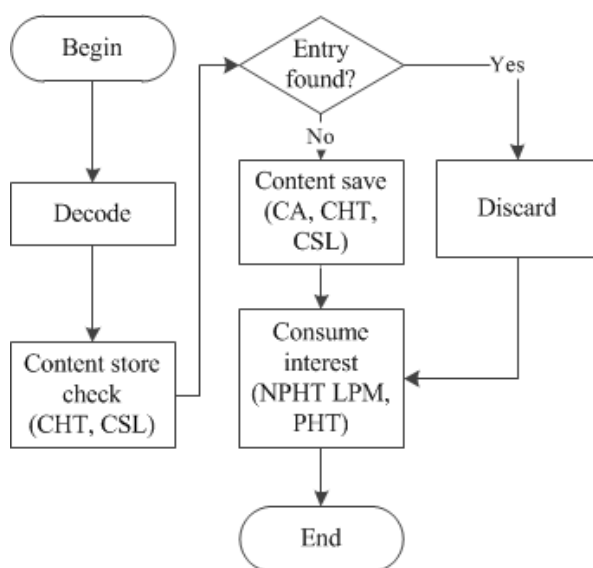 Begin
Decode
Content store
check
(CHT, CSL)
Entry
found?
Yes
No
Content save
(CA, CHT,
CSL)
Discard
Consume
interest
(NPHT LPM,
PHT)
End